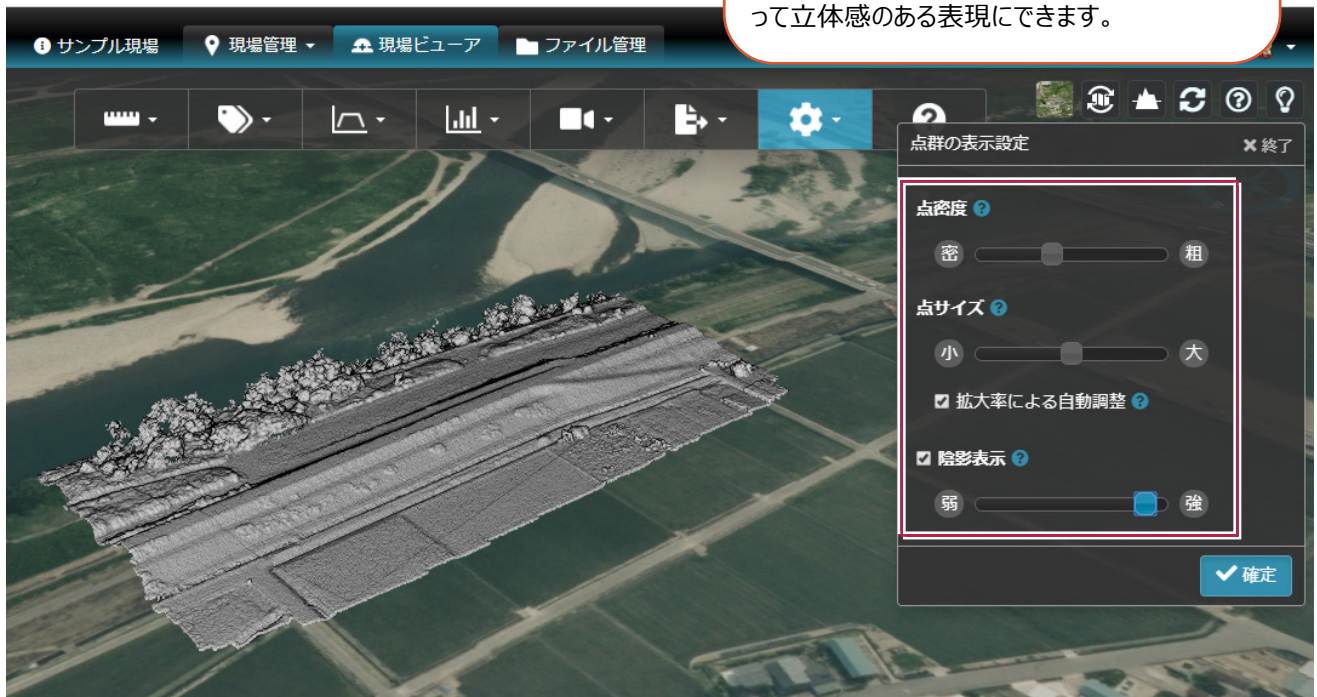 って立体感のある表現にできます。
サンプル現場
現場管理
現場ビューア
ファイル管理
点群の表示設定
終了
点密度
密
粗
点サイズ
小
大
拡大率による自動調整
陰影表示
弱
強
確定